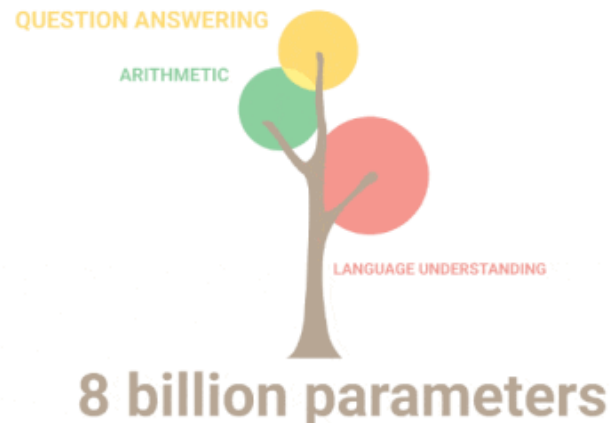 QUESTION ANSWERING
ARITHMETIC
LANGUAGE UNDERSTANDING
8 billion parameters